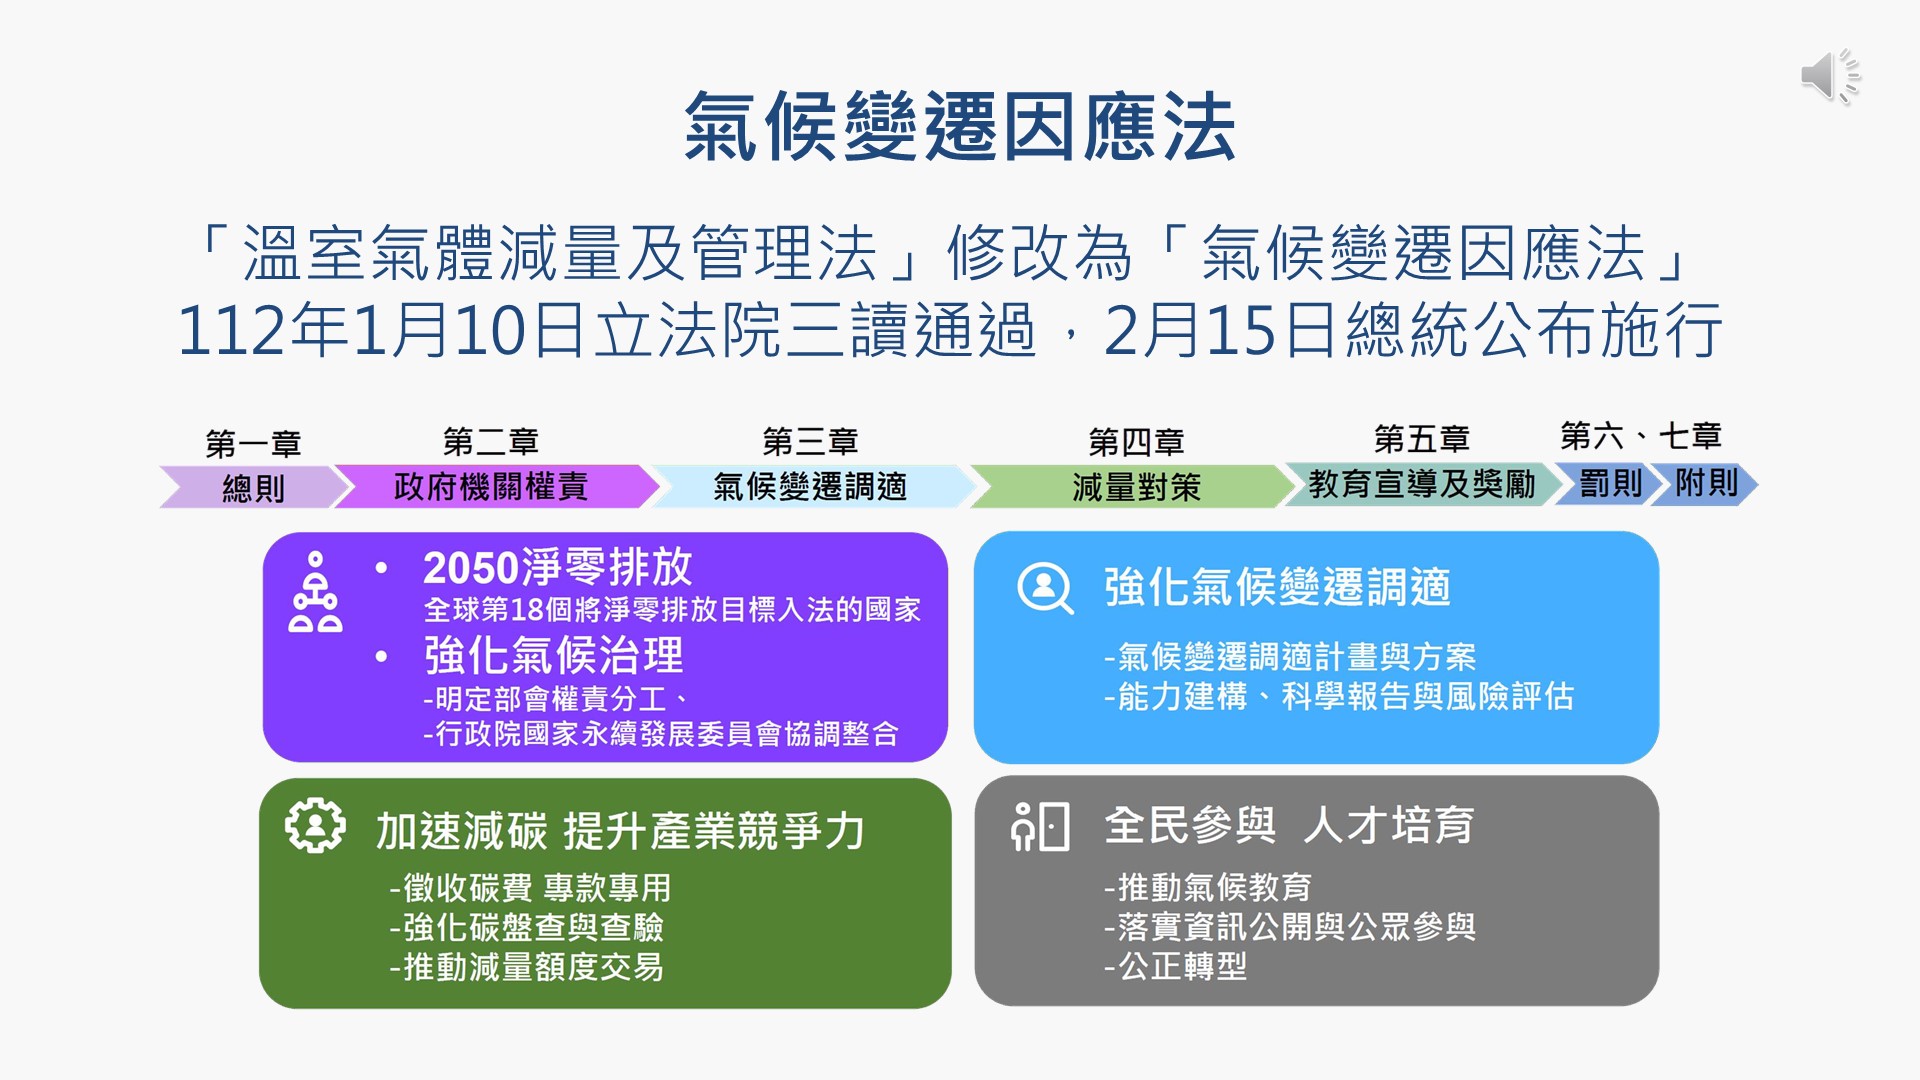 氣候變遷因應法
「溫室氣體減量及管理法」修改為「氣候變遷因應法」
112年1月10日立法院三讀通過，2月15日總統公布施行
第一章
總則
第二章
政府機關權責
第三章
氣候變遷調適
第四章
減量對策
第五章
教育宣導及獎勵
第六、七章
罰則
附則
• 2050淨零排放
全球第18個將淨零排放目標入法的國家
• 強化氣候治理
-明定部會權責分工、
-行政院國家永續發展委員會協調整合
強化氣候變遷調適
-氣候變遷調適計畫與方案
-能力建構、科學報告與風險評估
加速減碳 提升產業競爭力
-徵收碳費 專款專用
-強化碳盤查與查驗
-推動減量額度交易
全民參與 人才培育
-推動氣候教育
-落實資訊公開與公眾參與
-公正轉型